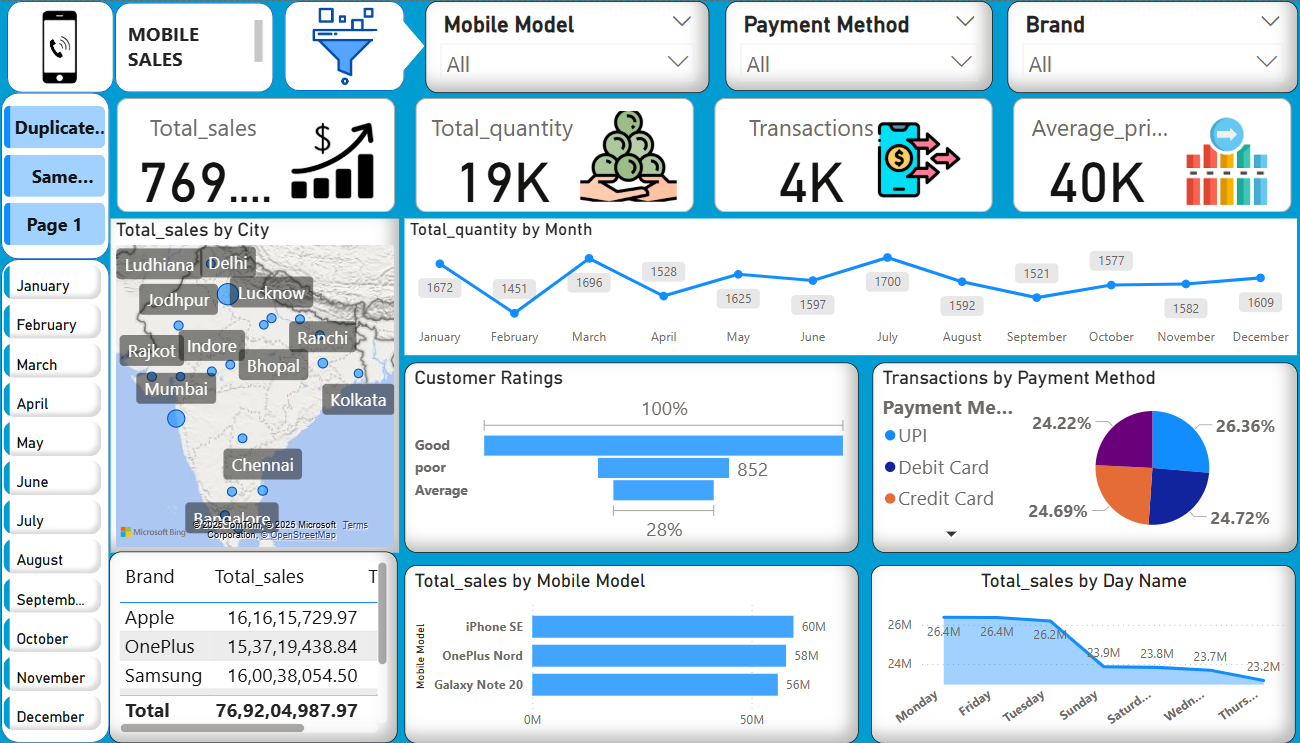 MOBILE
SALES
Mobile Model
All
Payment Method
All
Brand
All
Duplicate..
Same...
Page 1
Total_sales
769....
Total_quantity
19K
Transactions
4K
Average_pri...
40K
January
February
March
April
May
June
July
August
Septemb...
October
November
December
Total_sales by City
Ludhiana
Delhi
Jodhpur
Lucknow
Rajkot
Indore
Ranchi
Bhopal
Mumbai
Kolkata
Chennai
Bangalore
Microsoft Bing
© 2025 TomTom, © 2025 Microsoft Corporation, © OpenStreetMap Terms
Total_quantity by Month
1672
1451
1696
1528
1625
1597
1700
1592
1521
1577
1582
1609
January
February
March
April
May
June
July
August
September
October
November
December
Customer Ratings
100%
Good
poor
852
Average
28%
Transactions by Payment Method
Payment Me...
UPI
Debit Card
Credit Card
24.22%
26.36%
24.69%
24.72%
Brand Total_sales T
Apple 16,16,15,729.97
OnePlus 15,37,19,438.84
Samsung 16,00,38,054.50
Total 76,92,04,987.97
Total_sales by Mobile Model
Mobile Model
iPhone SE 60M
OnePlus Nord 58M
Galaxy Note 20 56M
0M 50M
Total_sales by Day Name
26M
24M
26.4M
26.4M
26.2M
23.9M
23.8M
23.7M
23.2M
Monday
Friday
Tuesday
Sunday
Saturd...
Wedn...
Thurs...